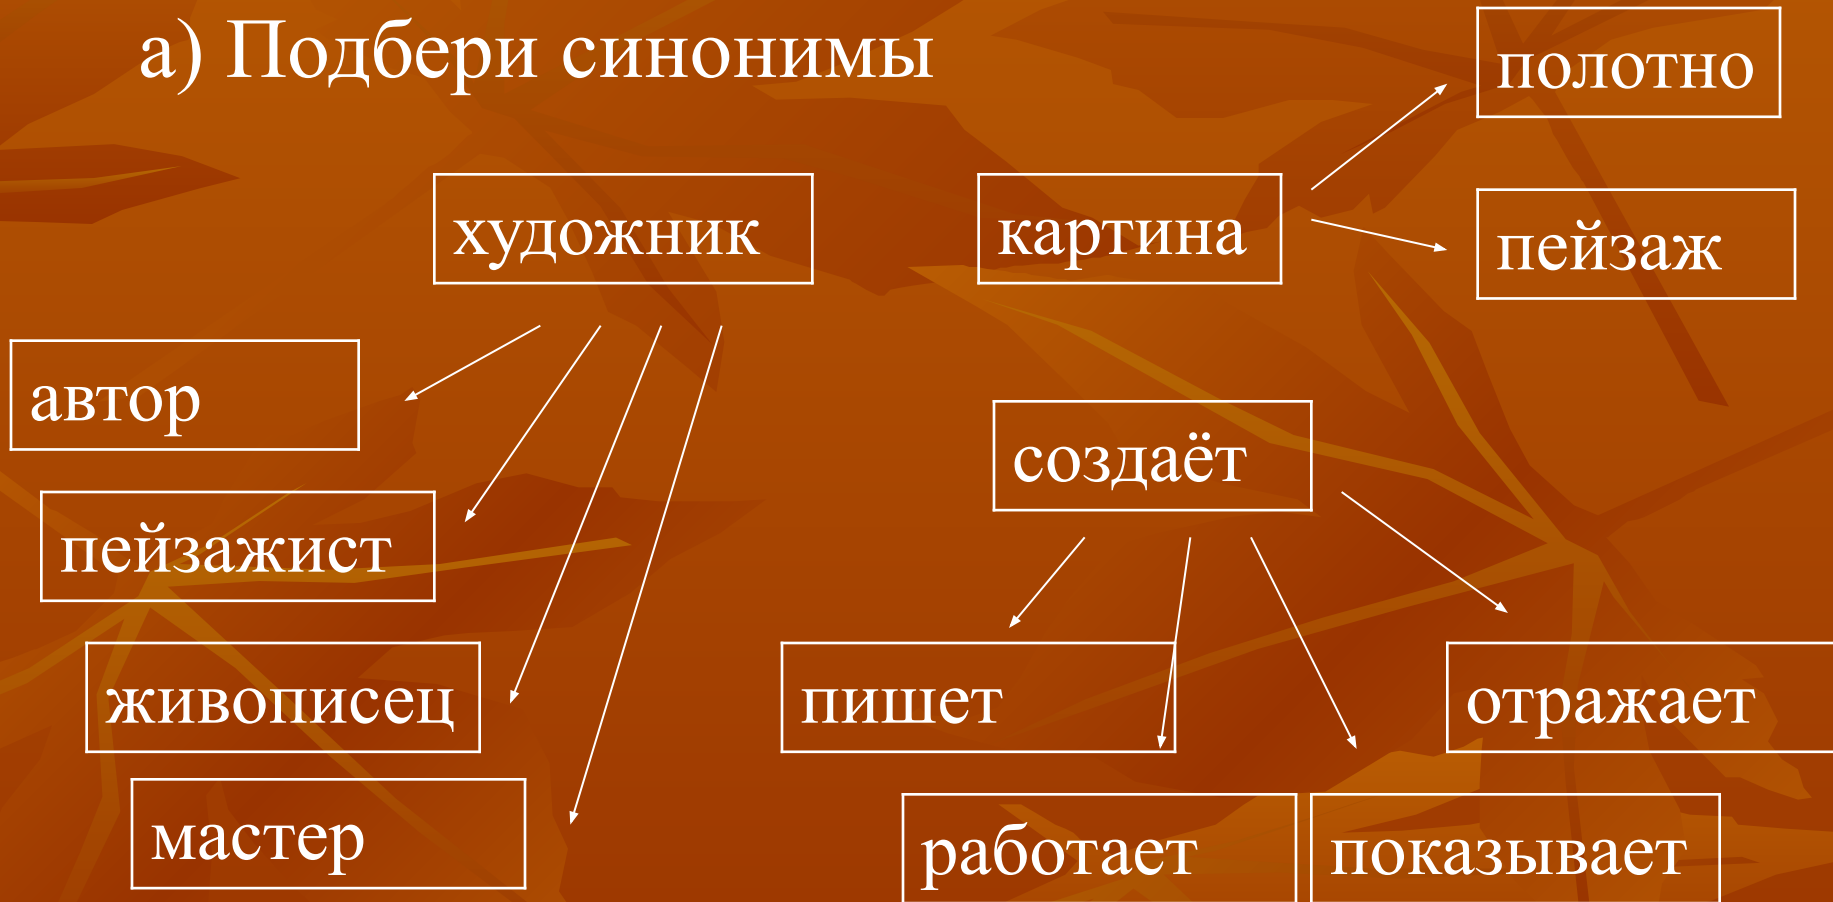 а) Подбери синонимы
полотно
художник
картина
пейзаж
автор
создаёт
пейзажист
живописец
пишет
отражает
мастер
работает
показывает